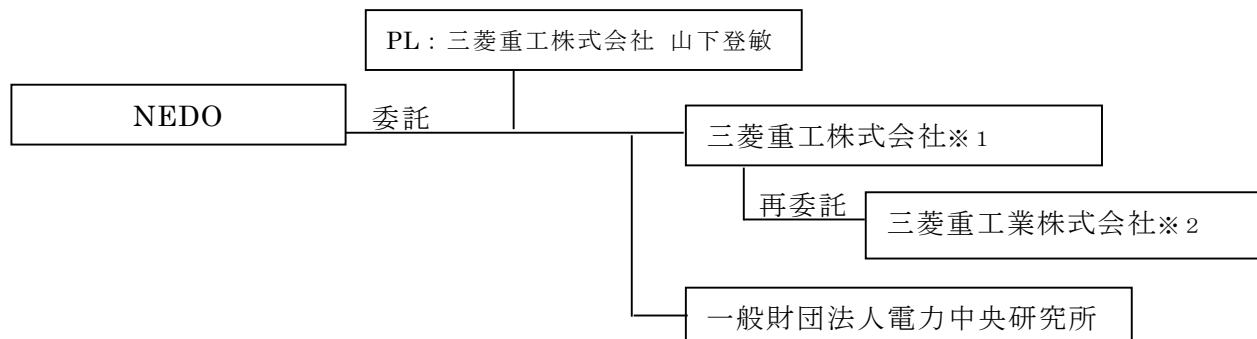 PL：三菱重工株式会社 山下登敏
NEDO
委託
三菱重工株式会社※1
再委託
三菱重工業株式会社※2
一般財団法人電力中央研究所